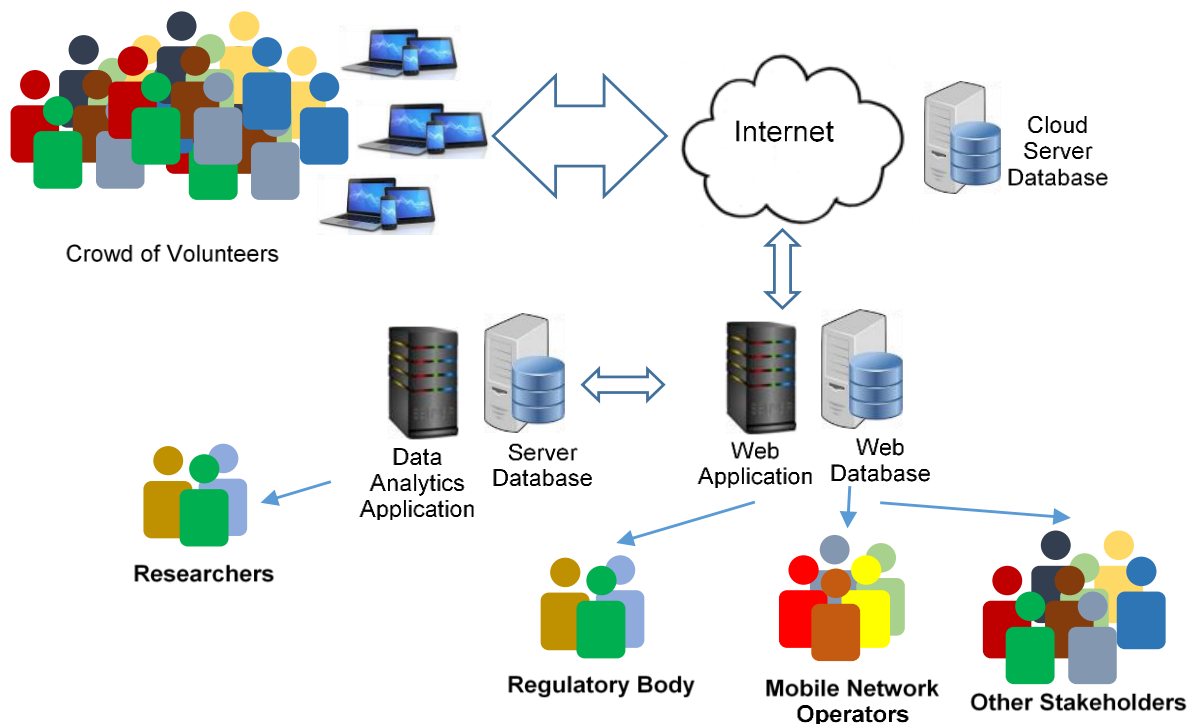 Internet
Cloud
Server
Database
Crowd of Volunteers
Data
Analytics
Application
Server
Database
Web
Application
Web
Database
Researchers
Regulatory Body
Mobile Network
Operators
Other Stakeholders